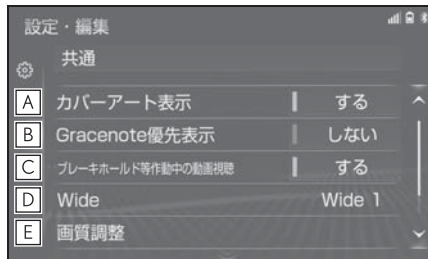 設定・編集
共通
A カバーアート表示 する
B Gracenote優先表示 しない
C ブレーキホールド等作動中の動画視聴 する
D Wide Wide 1
E 画質調整